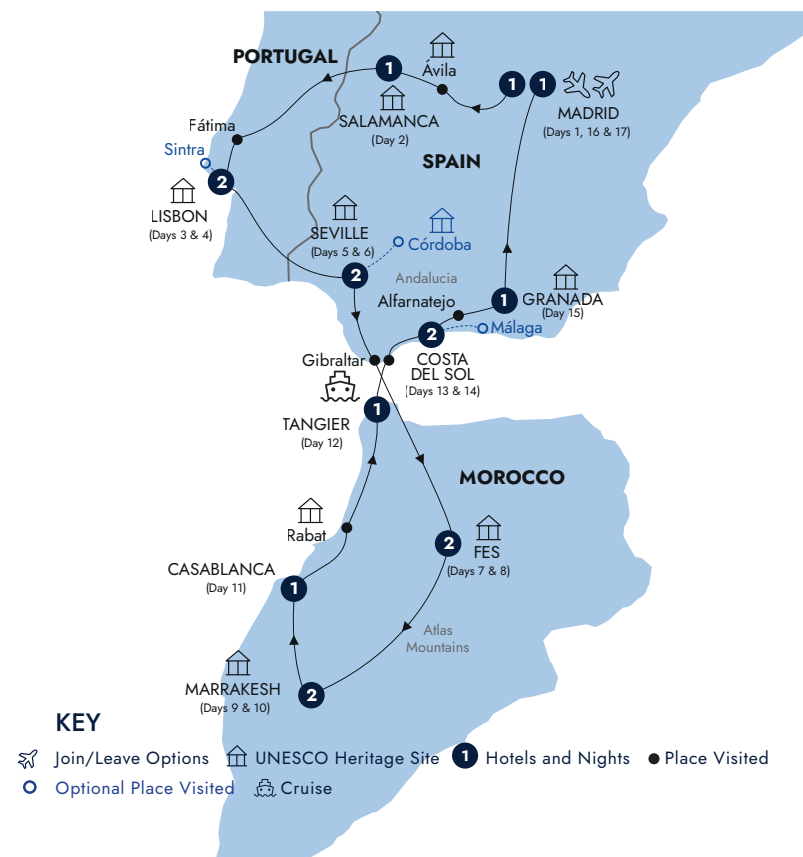 PORTUGAL
1
Ávila
1
1
MADRID
(Days 1, 16 & 17)
SALAMANCA
(Day 2)
Fátima
Sintra
SPAIN
2
LISBON
(Days 3 & 4)
SEVILLE
(Days 5 & 6)
Córdoba
2
Andalucia
Alfarnatejo
1
GRANADA
(Day 15)
Málaga
2
Gibraltar
COSTA
DEL SOL
(Days 13 & 14)
1
TANGIER
(Day 12)
MOROCCO
Rabat
2
FES
(Days 7 & 8)
CASABLANCA
(Day 11)
1
Atlas
Mountains
MARRAKESH
(Days 9 & 10)
2
KEY
Join/Leave Options
UNESCO Heritage Site
1
Hotels and Nights
Place Visited
Optional Place Visited
Cruise